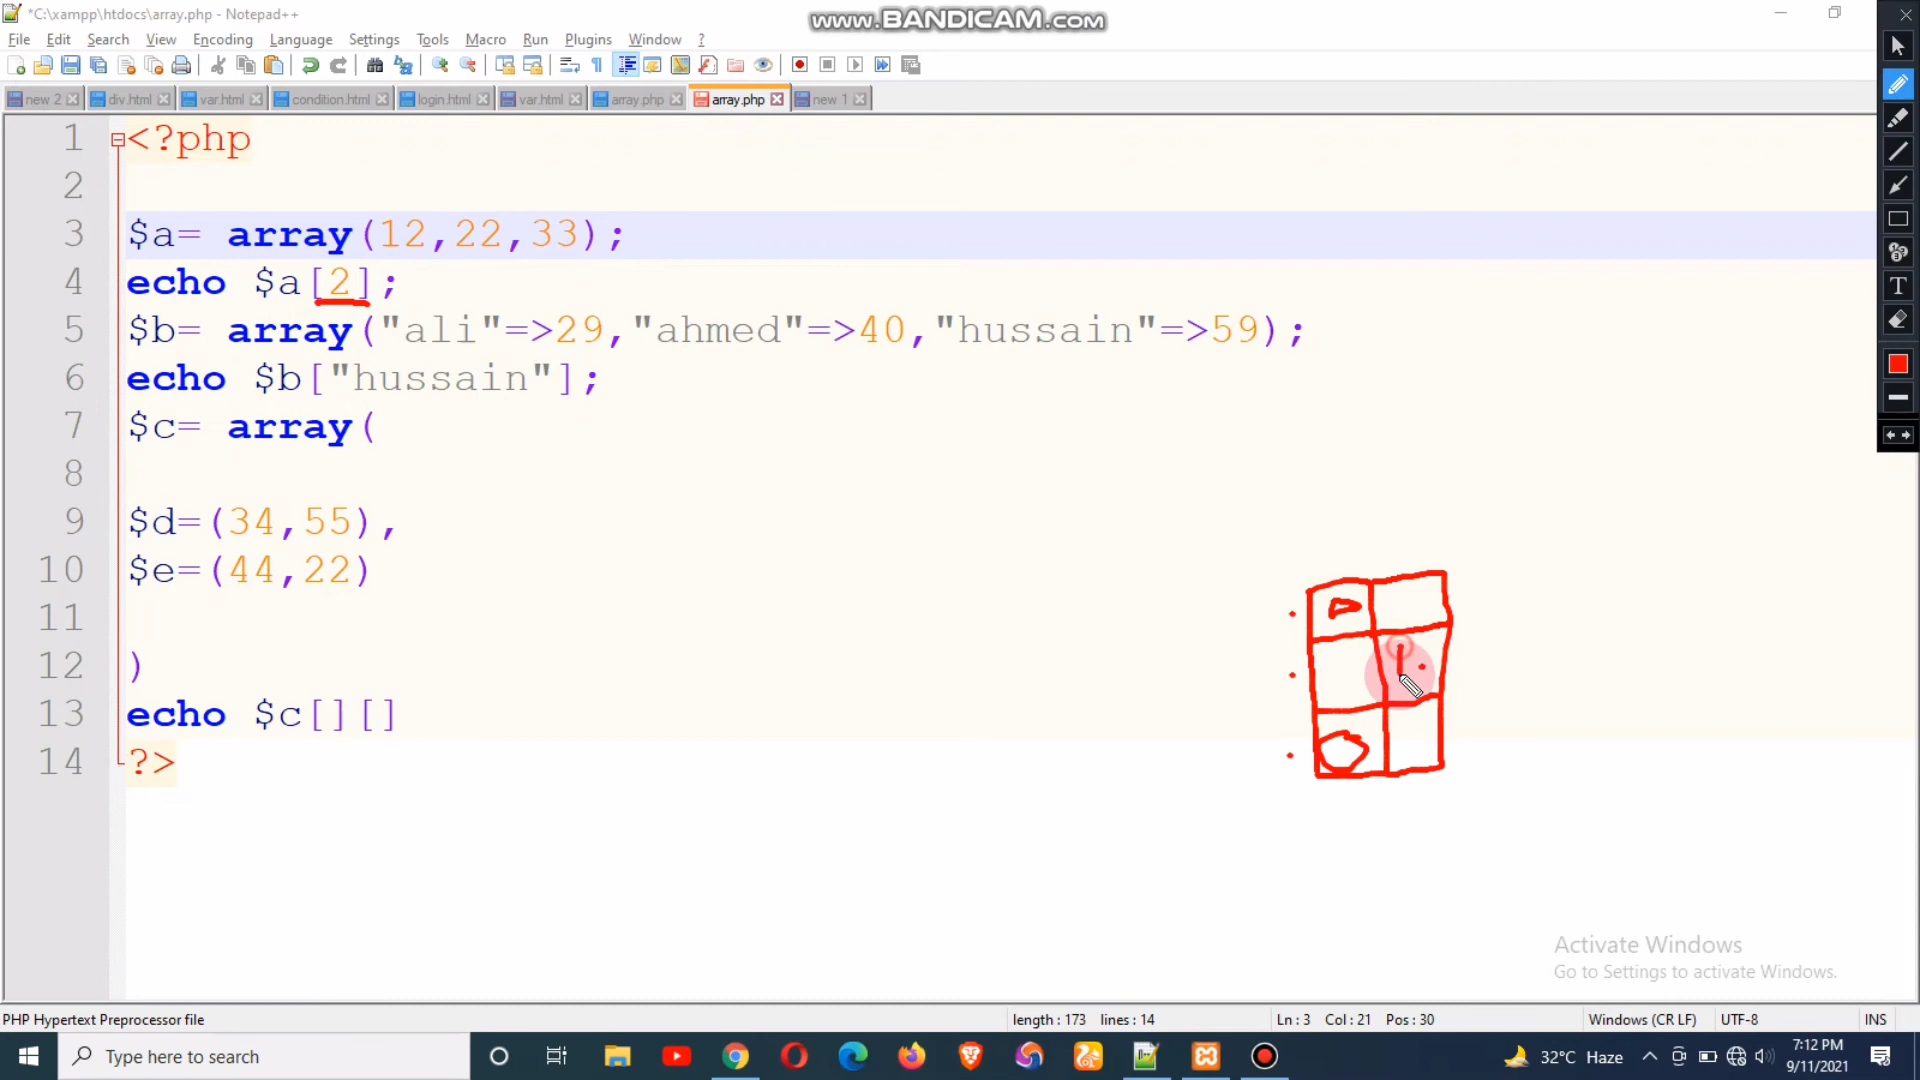 *C:\xampp\htdocs\array.php - Notepad++
www.BANDICAM.com
File Edit Search View Encoding Language Settings Tools Macro Run Plugins Window ?
new 2 div.html var.html condition.html login.html var.html array.php array.php new 1
1 <?php
2
3 $a= array(12,22,33);
4 echo $a[2];
5 $b= array("ali"=>29,"ahmed"=>40,"hussain"=>59);
6 echo $b["hussain"];
7 $c= array(
8
9 $d=(34,55),
10 $e=(44,22)
11
12 )
13 echo $c[][]
14 ?>
Activate Windows
Go to Settings to activate Windows.
PHP Hypertext Preprocessor file length : 173 lines : 14 Ln : 3 Col : 21 Pos : 30 Windows (CR LF) UTF-8 INS
Type here to search 32°C Haze 7:12 PM
9/11/2021